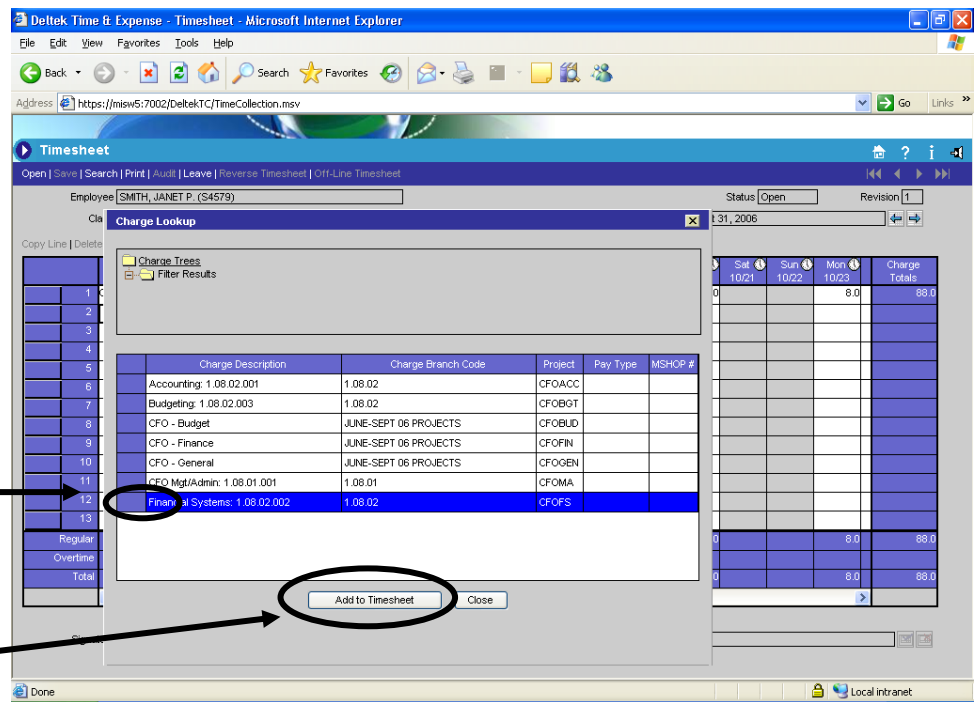 Deltek Time & Expense - Timesheet - Microsoft Internet Explorer
File Edit View Favorites Tools Help
Back Search Favorites
Address https://misw5:7002/DeltekTC/TimeCollection.msv Go Links »
Timesheet ? i
Open | Save | Search | Print | Audit | Leave | Reverse Timesheet | Off-Line Timesheet
Employee SMITH, JANET P. (S4579) Status Open Revision 1
Cla Charge Lookup 31, 2006
Copy Line | Delete
Charge Trees
Filter Results
Sat 10/21 Sun 10/22 Mon 10/23 Charge Totals
1 0 8.0 88.0
2
3
4
5
6
7
8
9
10
11
12
13
Charge Description Charge Branch Code Project Pay Type MSHOP #
Accounting: 1.08.02.001 1.08.02 CFOACC
Budgeting: 1.08.02.003 1.08.02 CFOBGT
CFO - Budget JUNE-SEPT 06 PROJECTS CFOBUD
CFO - Finance JUNE-SEPT 06 PROJECTS CFOFIN
CFO - General JUNE-SEPT 06 PROJECTS CFOGEN
CFO Mgt/Admin: 1.08.01.001 1.08.01 CFOMA
Financial Systems: 1.08.02.002 1.08.02 CFOFS
Regular 0 8.0 88.0
Overtime
Total 0 8.0 88.0
Add to Timesheet Close
Done Local intranet